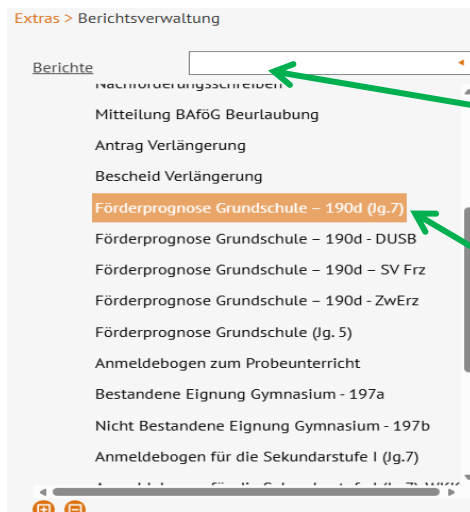 Extras > Berichtsverwaltung
Berichte
Nachforderungsschreiben
Mitteilung BAföG Beurlaubung
Antrag Verlängerung
Bescheid Verlängerung
Förderprognose Grundschule – 190d (Jg.7)
Förderprognose Grundschule – 190d - DUSB
Förderprognose Grundschule – 190d – SV Frz
Förderprognose Grundschule – 190d - ZwErz
Förderprognose Grundschule (Jg. 5)
Anmeldebogen zum Probeunterricht
Bestandene Eignung Gymnasium - 197a
Nicht Bestandene Eignung Gymnasium - 197b
Anmeldebogen für die Sekundarstufe I (Jg.7)